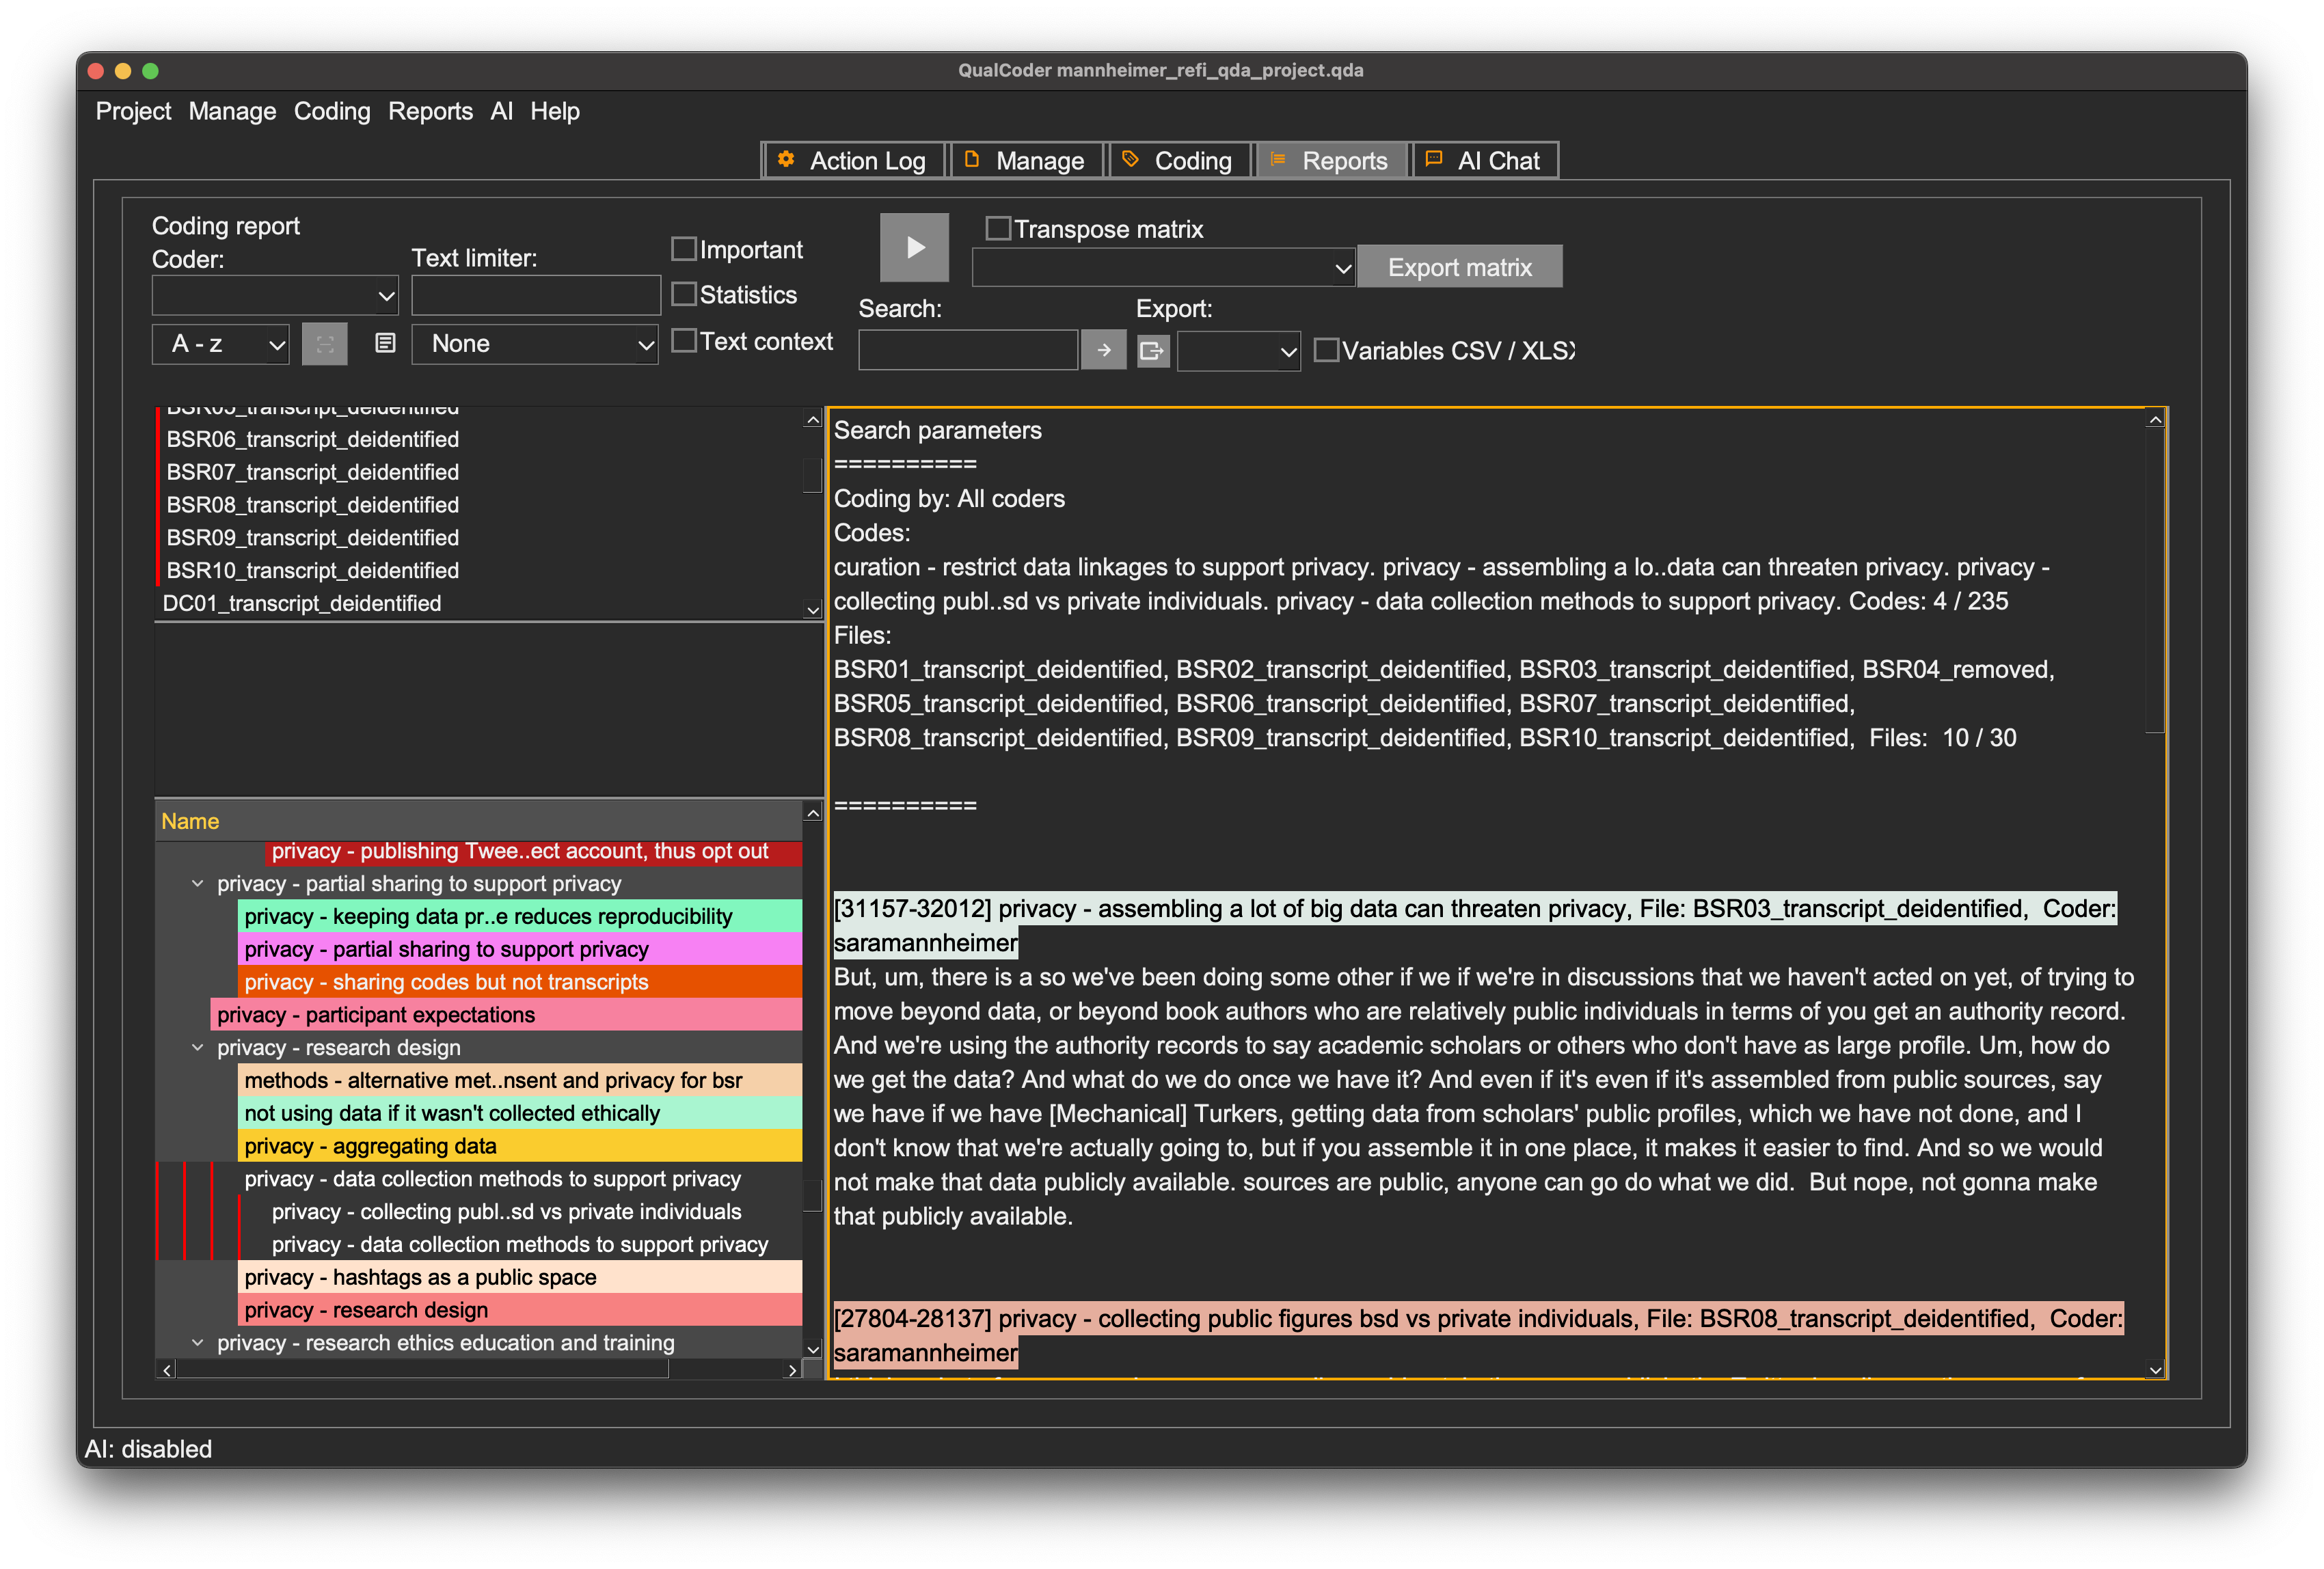 QualCoder mannheimer_refi_qda_project.qda
Project Manage Coding Reports AI Help
Action Log Manage Coding Reports AI Chat
Coding report
Coder:
Text limiter:
Important
Statistics
Text context
A - z
None
Transpose matrix
Export matrix
Search:
Export:
Variables CSV / XLSX
BSR05_transcript_deidentified
BSR06_transcript_deidentified
BSR07_transcript_deidentified
BSR08_transcript_deidentified
BSR09_transcript_deidentified
BSR10_transcript_deidentified
DC01_transcript_deidentified
Name
privacy - publishing Twee..ect account, thus opt out
privacy - partial sharing to support privacy
privacy - keeping data pr..e reduces reproducibility
privacy - partial sharing to support privacy
privacy - sharing codes but not transcripts
privacy - participant expectations
privacy - research design
methods - alternative met..nsent and privacy for bsr
not using data if it wasn't collected ethically
privacy - aggregating data
privacy - data collection methods to support privacy
privacy - collecting publ..sd vs private individuals
privacy - data collection methods to support privacy
privacy - hashtags as a public space
privacy - research design
privacy - research ethics education and training
Search parameters
==========
Coding by: All coders
Codes:
curation - restrict data linkages to support privacy. privacy - assembling a lo..data can threaten privacy. privacy -
collecting publ..sd vs private individuals. privacy - data collection methods to support privacy. Codes: 4 / 235
Files:
BSR01_transcript_deidentified, BSR02_transcript_deidentified, BSR03_transcript_deidentified, BSR04_removed,
BSR05_transcript_deidentified, BSR06_transcript_deidentified, BSR07_transcript_deidentified,
BSR08_transcript_deidentified, BSR09_transcript_deidentified, BSR10_transcript_deidentified,  Files:  10 / 30
==========
[31157-32012] privacy - assembling a lot of big data can threaten privacy, File: BSR03_transcript_deidentified,  Coder:
saramannheimer
But, um, there is a so we've been doing some other if we if we're in discussions that we haven't acted on yet, of trying to
move beyond data, or beyond book authors who are relatively public individuals in terms of you get an authority record.
And we're using the authority records to say academic scholars or others who don't have as large profile. Um, how do
we get the data? And what do we do once we have it? And even if it's even if it's assembled from public sources, say
we have if we have [Mechanical] Turkers, getting data from scholars' public profiles, which we have not done, and I
don't know that we're actually going to, but if you assemble it in one place, it makes it easier to find. And so we would
not make that data publicly available. sources are public, anyone can go do what we did.  But nope, not gonna make
that publicly available.
[27804-28137] privacy - collecting public figures bsd vs private individuals, File: BSR08_transcript_deidentified,  Coder:
saramannheimer
AI: disabled